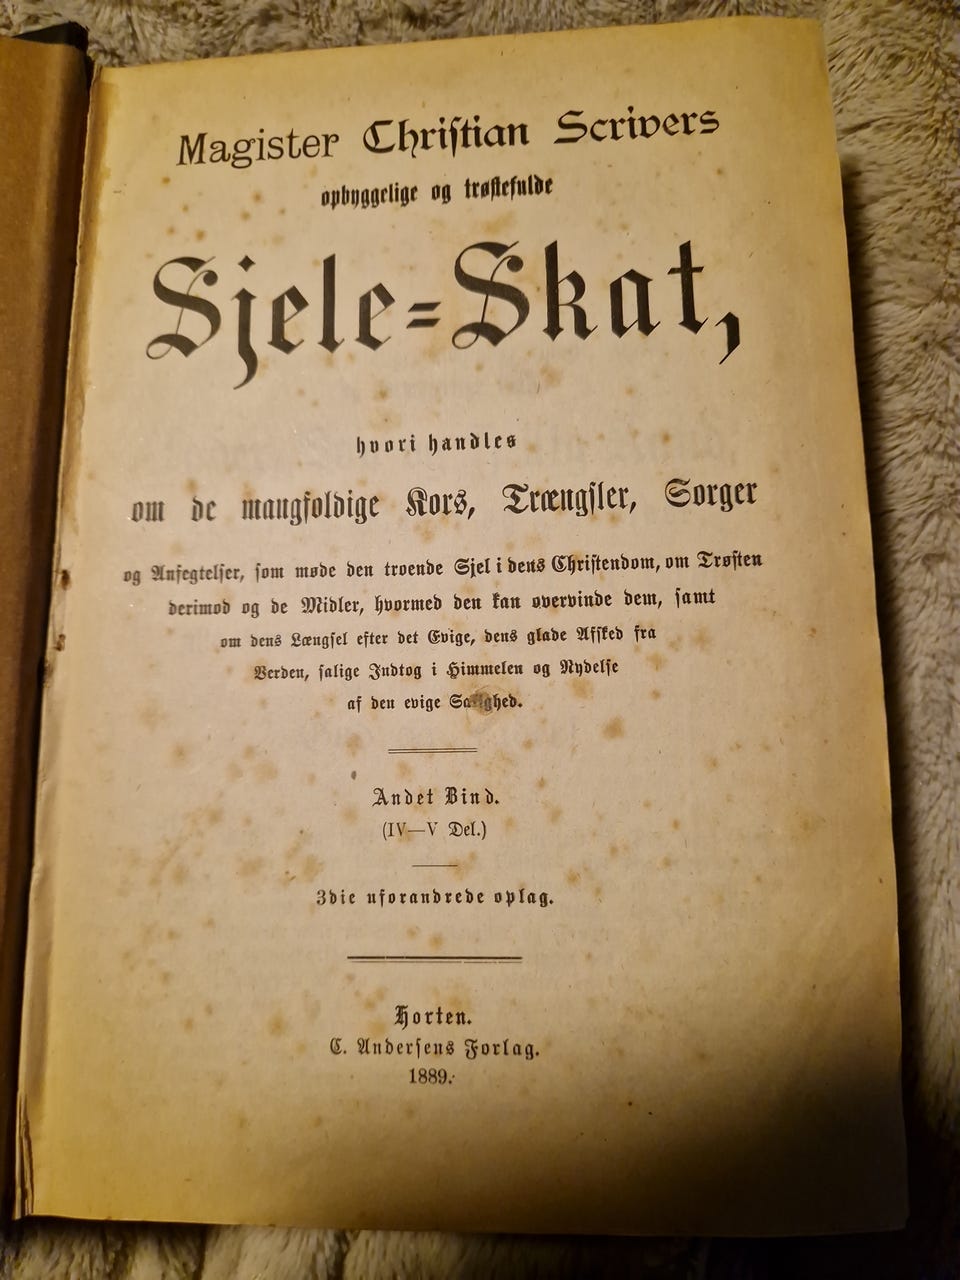 Magister Christian Scrivers
opbyggelige og trøstefulde
Sjele-Skat,
hvori handles
om de mangfoldige Kors, Trængsler, Sorger
og Anfegtelser, som møde den troende Sjel i dens Christendom, om Trøsten
derimod og de Midler, hvormed den kan overvinde dem, samt
om dens Længsel efter det Evige, dens glade Afsked fra
Verden, salige Indtog i Himmelen og Nydelse
af den evige Salighed.
Andet Bind.
(IV—V Del.)
3die uforandrede oplag.
Horten.
C. Andersens Forlag.
1889.